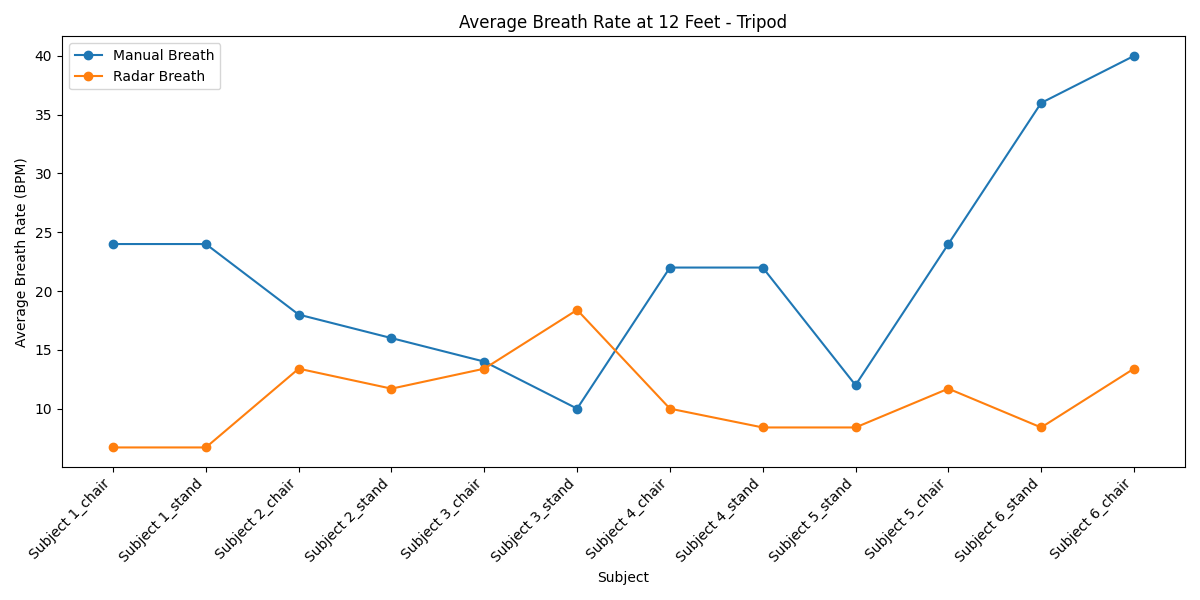 Average Breath Rate at 12 Feet - Tripod
Manual Breath
Radar Breath
Average Breath Rate (BPM)
40
35
30
25
20
15
10
Subject 1_chair
Subject 1_stand
Subject 2_chair
Subject 2_stand
Subject 3_chair
Subject 3_stand
Subject 4_chair
Subject 4_stand
Subject 5_stand
Subject 5_chair
Subject 6_stand
Subject 6_chair
Subject